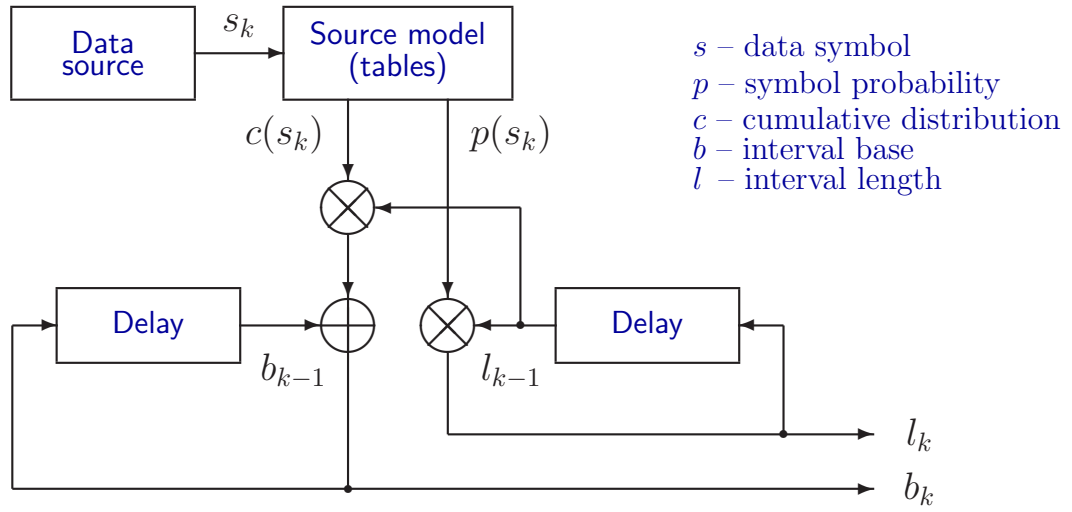 Data
source
s_k
Source model
(tables)
s – data symbol
p – symbol probability
c – cumulative distribution
b – interval base
l – interval length
c(s_k)
p(s_k)
Delay
Delay
b_{k−1}
l_{k−1}
l_k
b_k